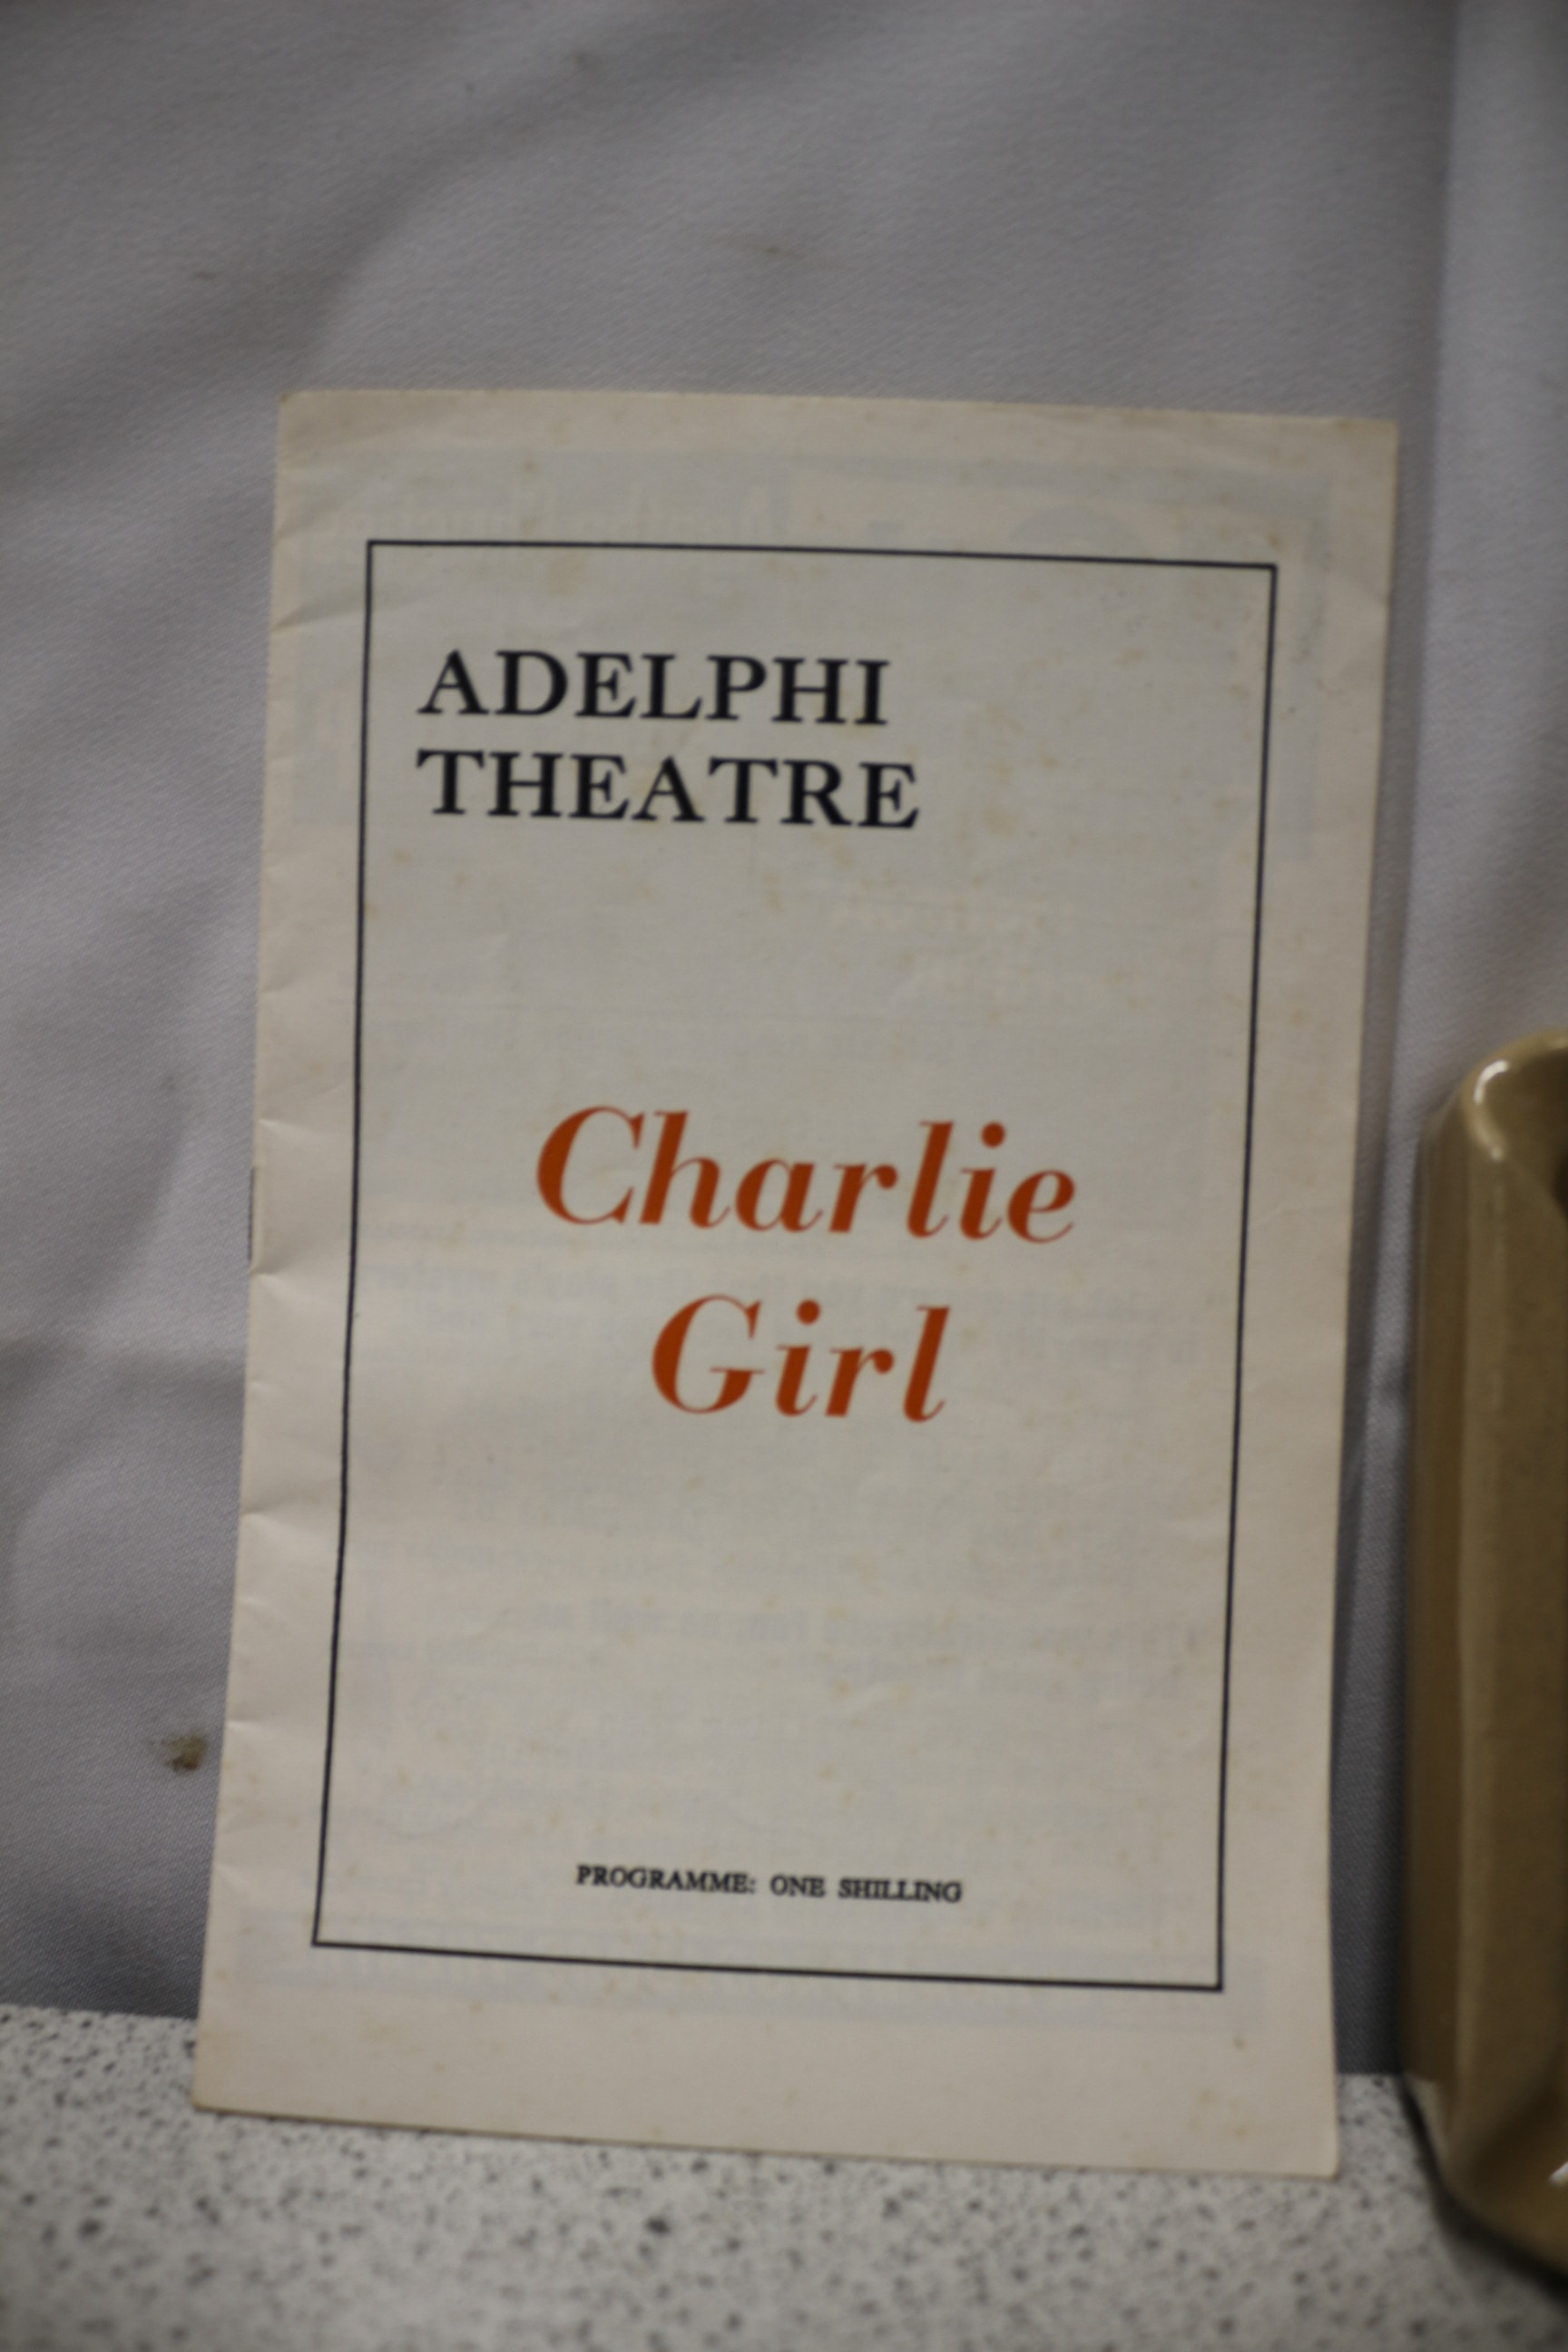 ADELPHI
THEATRE
Charlie
Girl
PROGRAMME: ONE SHILLING